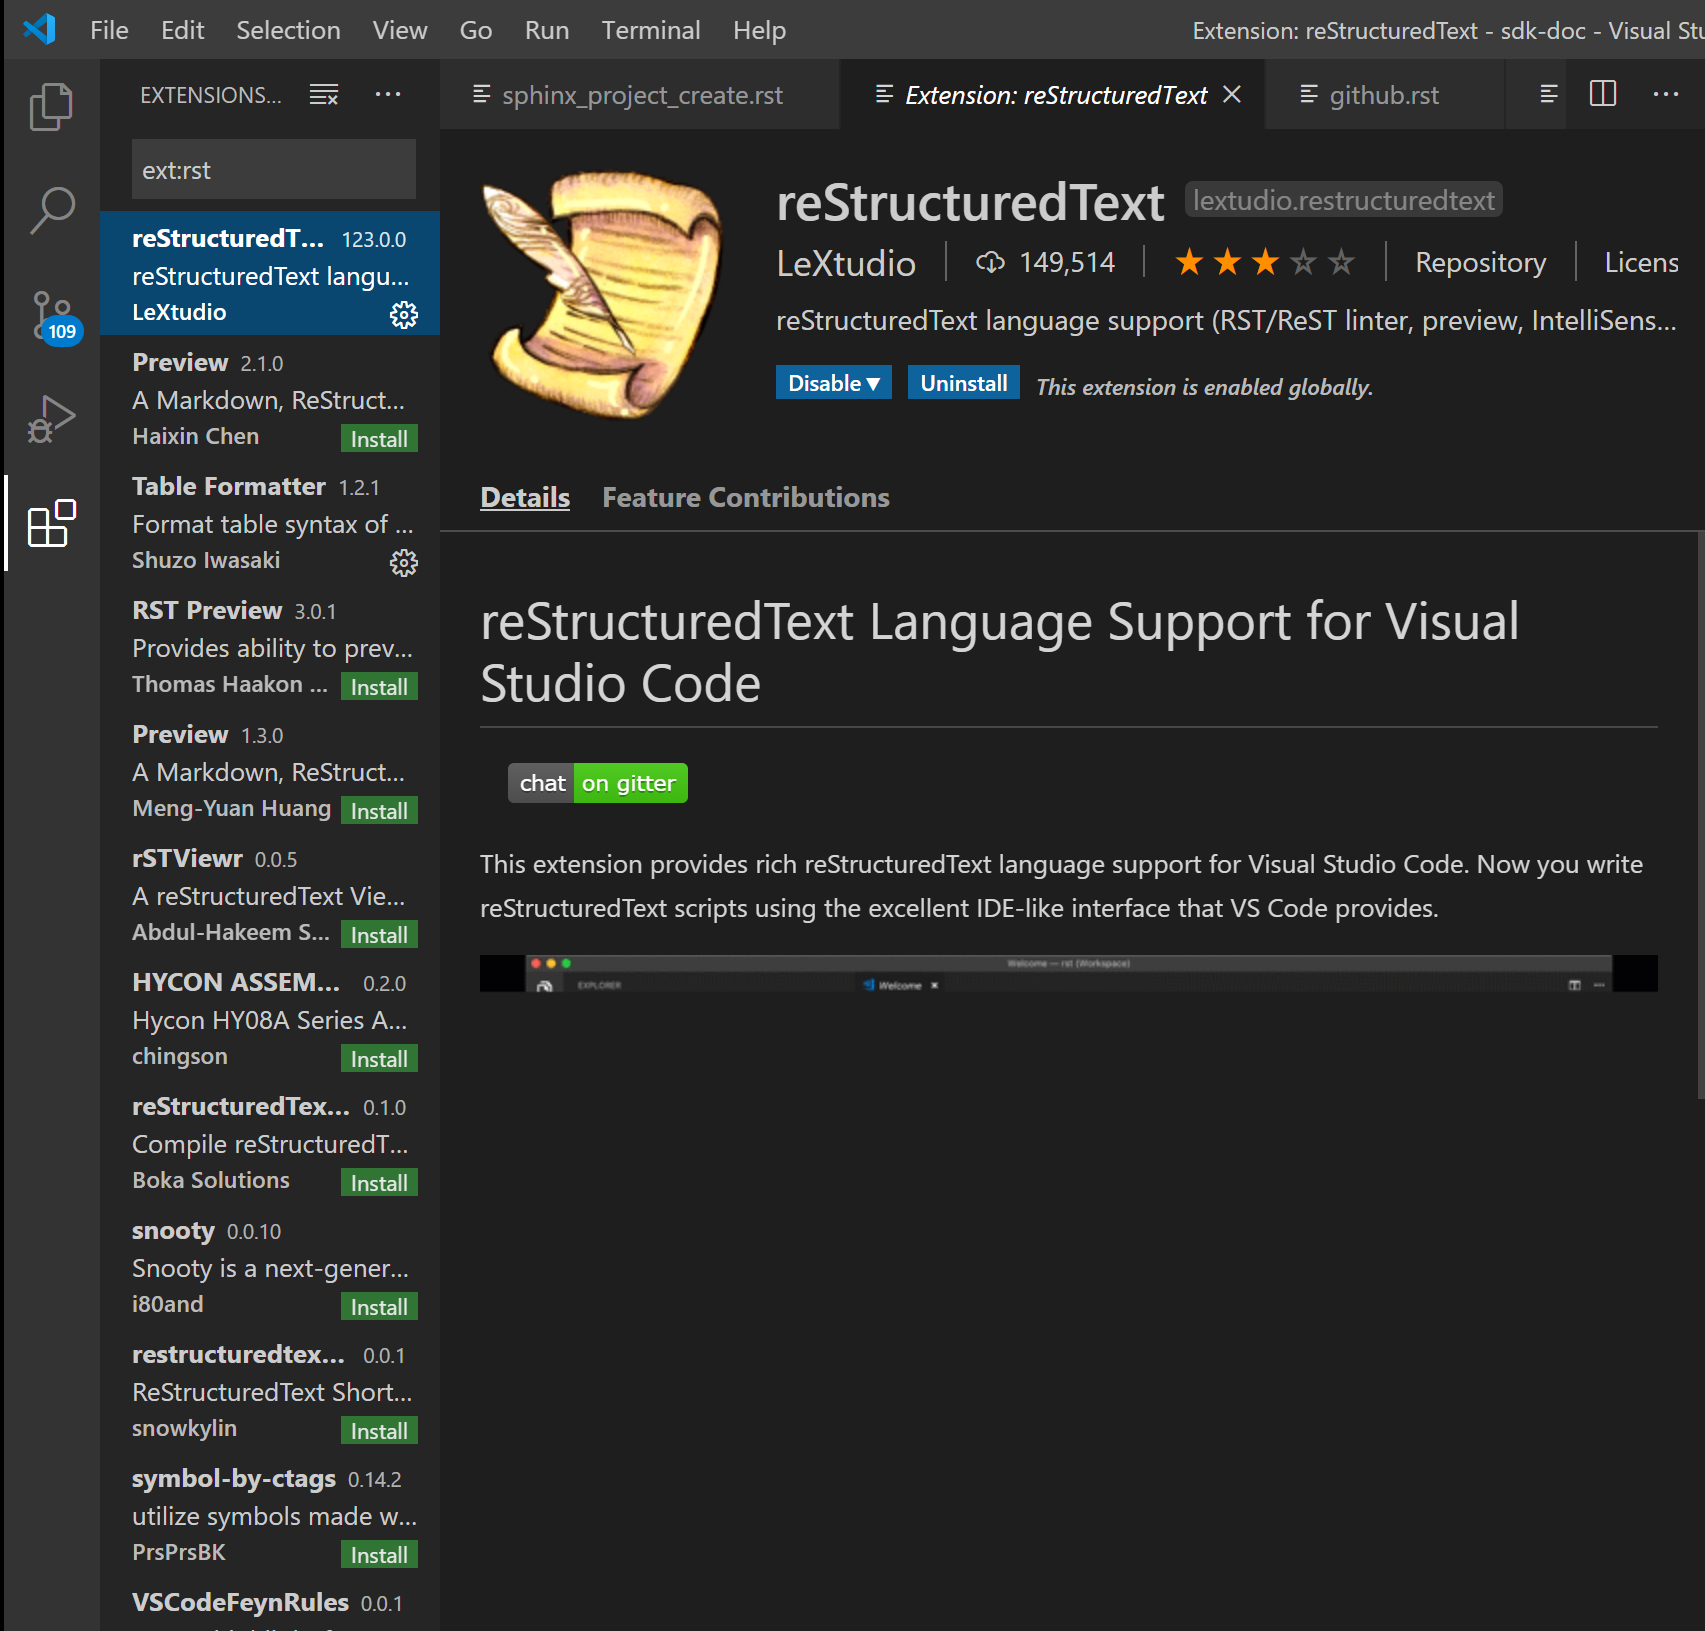 File Edit Selection View Go Run Terminal Help
Extension: reStructuredText - sdk-doc - Visual Stu
EXTENSIONS...
ext:rst
reStructuredT... 123.0.0
reStructuredText langu...
LeXtudio
109
Preview 2.1.0
A Markdown, ReStruct...
Haixin Chen
Install
Table Formatter 1.2.1
Format table syntax of ...
Shuzo Iwasaki
RST Preview 3.0.1
Provides ability to prev...
Thomas Haakon ...
Install
Preview 1.3.0
A Markdown, ReStruct...
Meng-Yuan Huang
Install
rSTViewr 0.0.5
A reStructuredText Vie...
Abdul-Hakeem S...
Install
HYCON ASSEM... 0.2.0
Hycon HY08A Series A...
chingson
Install
reStructuredTex... 0.1.0
Compile reStructuredT...
Boka Solutions
Install
snooty 0.0.10
Snooty is a next-gener...
i80and
Install
restructuredtex... 0.0.1
ReStructuredText Short...
snowkylin
Install
symbol-by-ctags 0.14.2
utilize symbols made w...
PrsPrsBK
Install
VSCodeFeynRules 0.0.1
sphinx_project_create.rst
Extension: reStructuredText
github.rst
reStructuredText
lextudio.restructuredtext
LeXtudio
149,514
Repository
Licens
reStructuredText language support (RST/ReST linter, preview, IntelliSens...
Disable
Uninstall
This extension is enabled globally.
Details
Feature Contributions
reStructuredText Language Support for Visual
Studio Code
chat on gitter
This extension provides rich reStructuredText language support for Visual Studio Code. Now you write
reStructuredText scripts using the excellent IDE-like interface that VS Code provides.
Welcome — rst (Workspace)
EXPLORER
Welcome